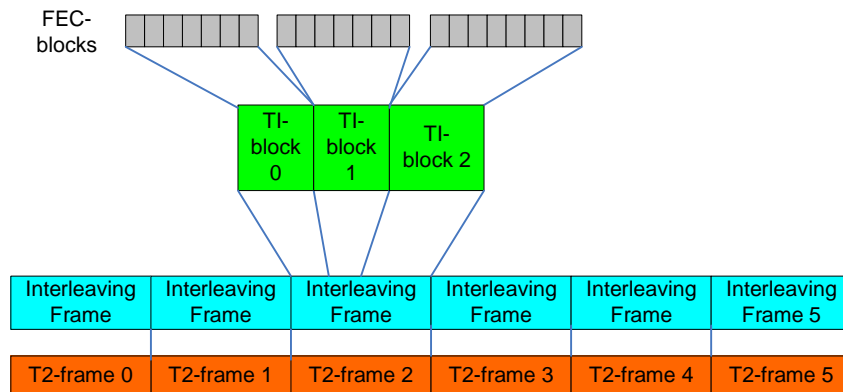 FEC-
blocks
TI-
block
0
TI-
block
1
TI-
block 2
Interleaving
Frame
Interleaving
Frame
Interleaving
Frame
Interleaving
Frame
Interleaving
Frame
Interleaving
Frame 5
T2-frame 0
T2-frame 1
T2-frame 2
T2-frame 3
T2-frame 4
T2-frame 5